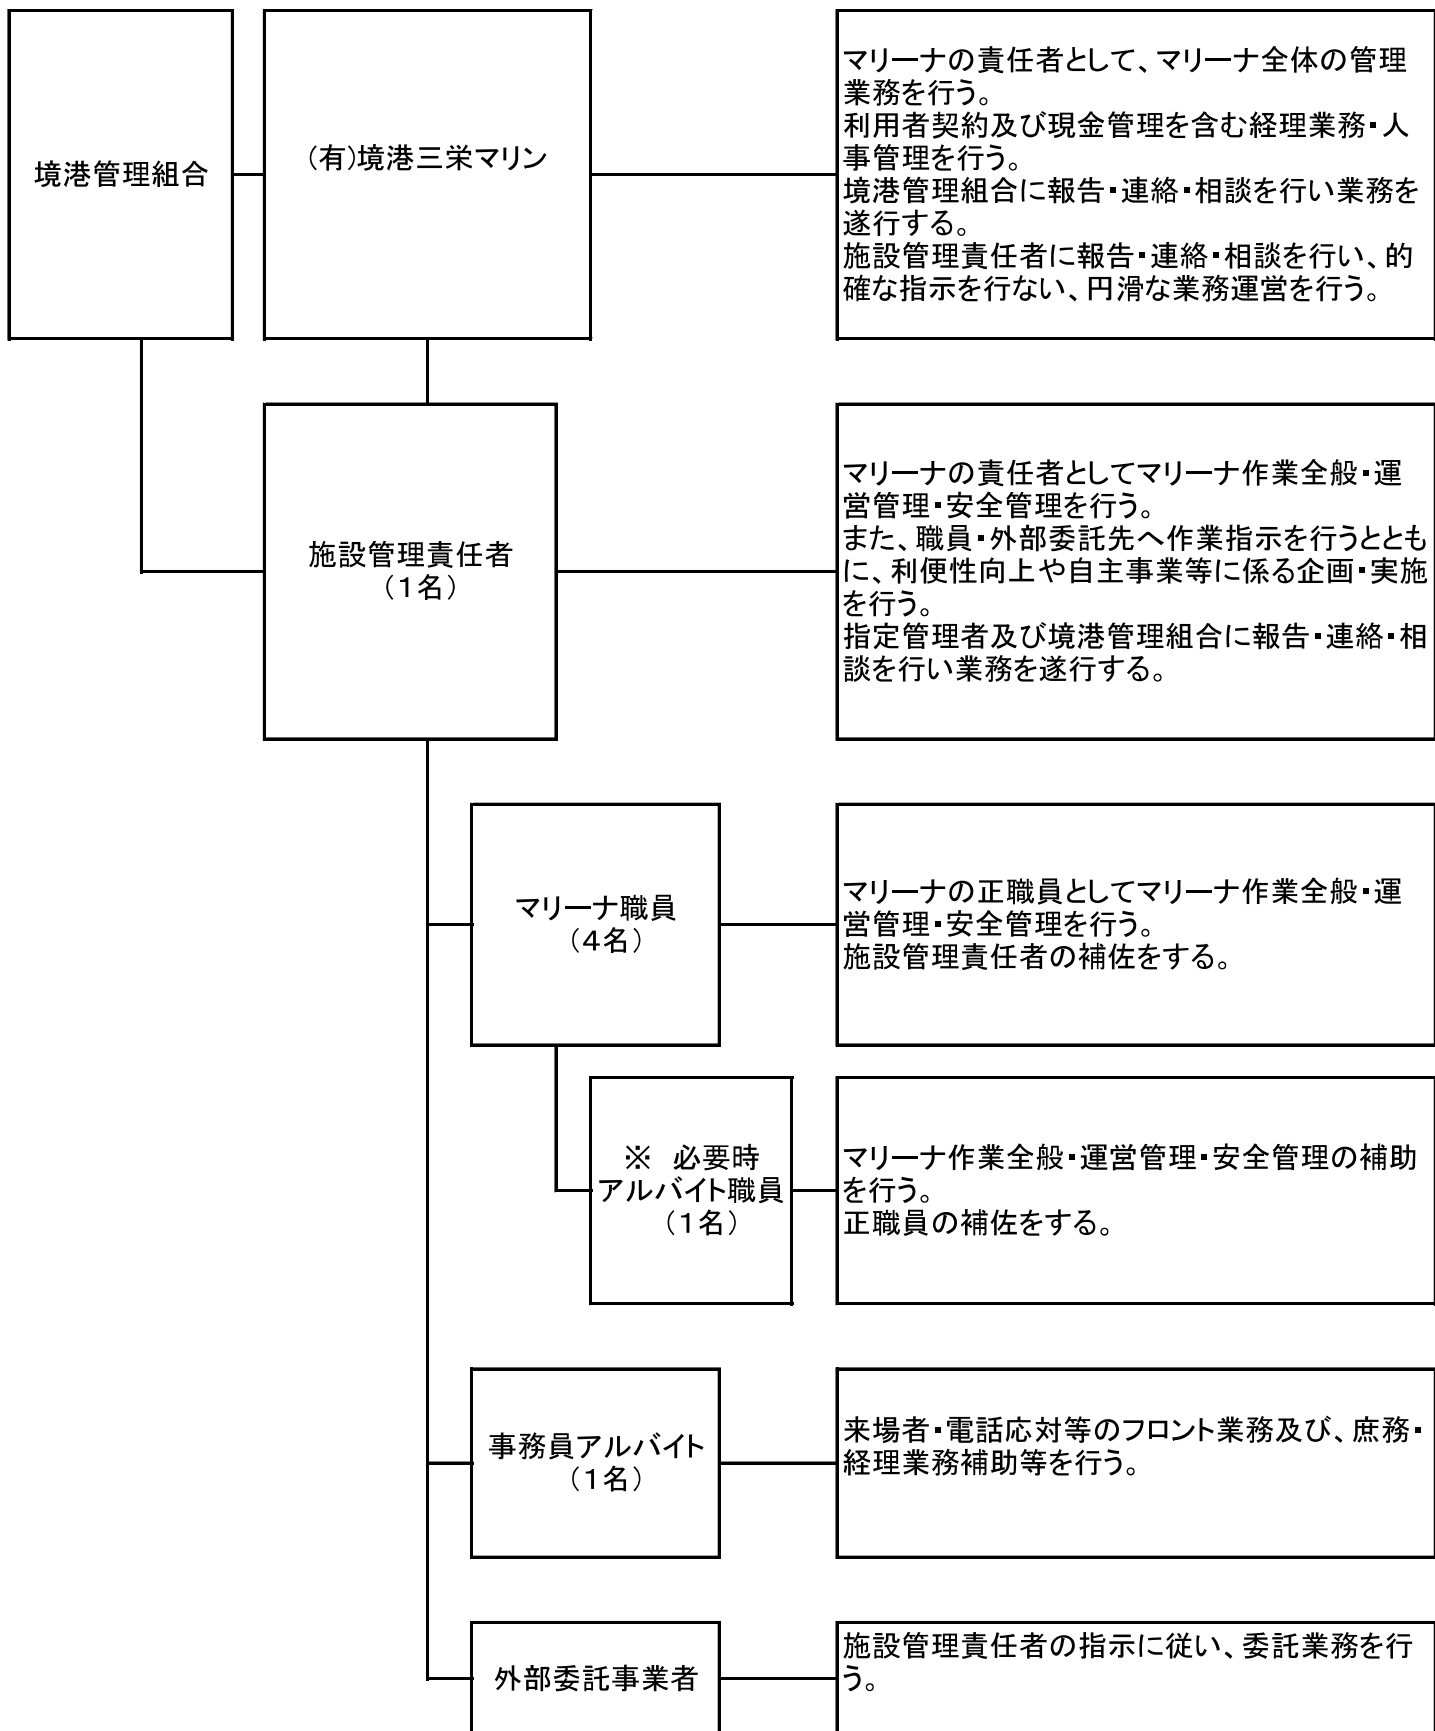 境港管理組合
(有)境港三栄マリン
マリーナの責任者として、マリーナ全体の管理
業務を行う。
利用者契約及び現金管理を含む経理業務・人
事管理を行う。
境港管理組合に報告・連絡・相談を行い業務を
遂行する。
施設管理責任者に報告・連絡・相談を行い、的
確な指示を行ない、円滑な業務運営を行う。
施設管理責任者
（１名）
マリーナの責任者としてマリーナ作業全般・運
営管理・安全管理を行う。
また、職員・外部委託先へ作業指示を行うととも
に、利便性向上や自主事業等に係る企画・実施
を行う。
指定管理者及び境港管理組合に報告・連絡・相
談を行い業務を遂行する。
マリーナ職員
（４名）
マリーナの正職員としてマリーナ作業全般・運
営管理・安全管理を行う。
施設管理責任者の補佐をする。
※　必要時
アルバイト職員
（１名）
マリーナ作業全般・運営管理・安全管理の補助
を行う。
正職員の補佐をする。
事務員アルバイト
（１名）
来場者・電話応対等のフロント業務及び、庶務・
経理業務補助等を行う。
外部委託事業者
施設管理責任者の指示に従い、委託業務を行
う。